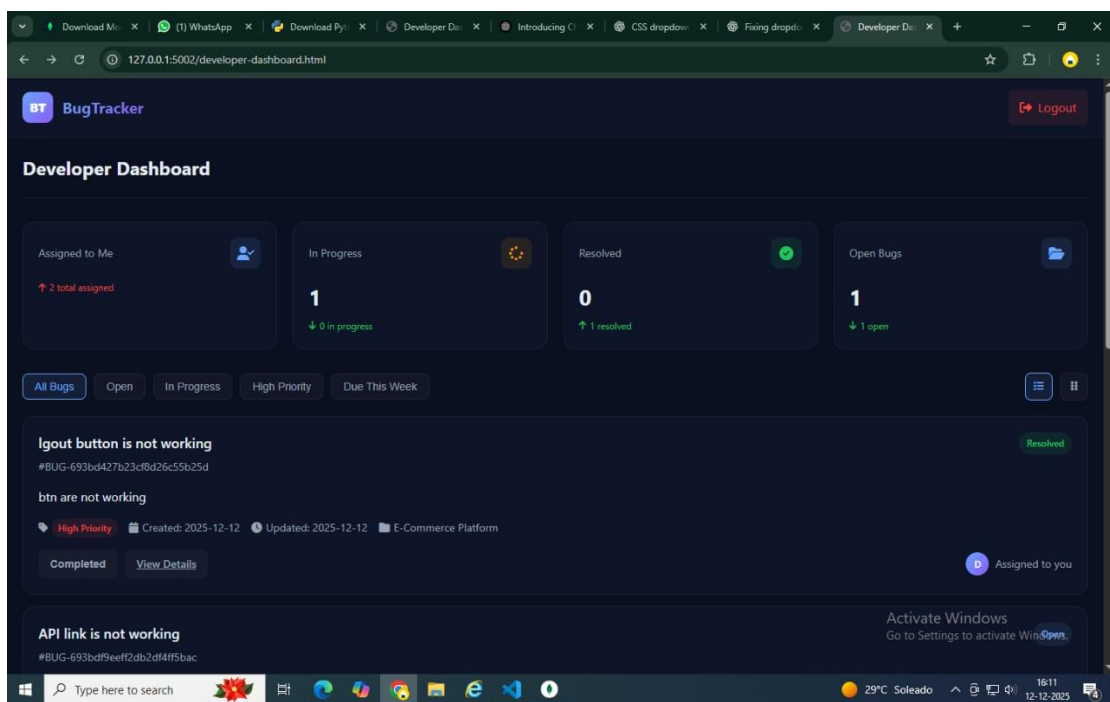 Download Mo
(1) WhatsApp
Download Pyt
Developer Da
Introducing C
CSS dropdow
Fixing dropdo
Developer Da
127.0.0.1:5002/developer-dashboard.html
BT BugTracker
Logout
Developer Dashboard
Assigned to Me
↑ 2 total assigned
In Progress
1
↓ 0 in progress
Resolved
0
↑ 1 resolved
Open Bugs
1
↓ 1 open
All Bugs Open In Progress High Priority Due This Week
lgout button is not working
Resolved
#BUG-693bd427b23cf8d26c55b25d
btn are not working
High Priority Created: 2025-12-12 Updated: 2025-12-12 E-Commerce Platform
Completed View Details
D Assigned to you
API link is not working
Open
#BUG-693bdf9eeff2db2df4ff5bac
Activate Windows
Go to Settings to activate Windows.
Type here to search
29°C Soleado
16:11
12-12-2025
4